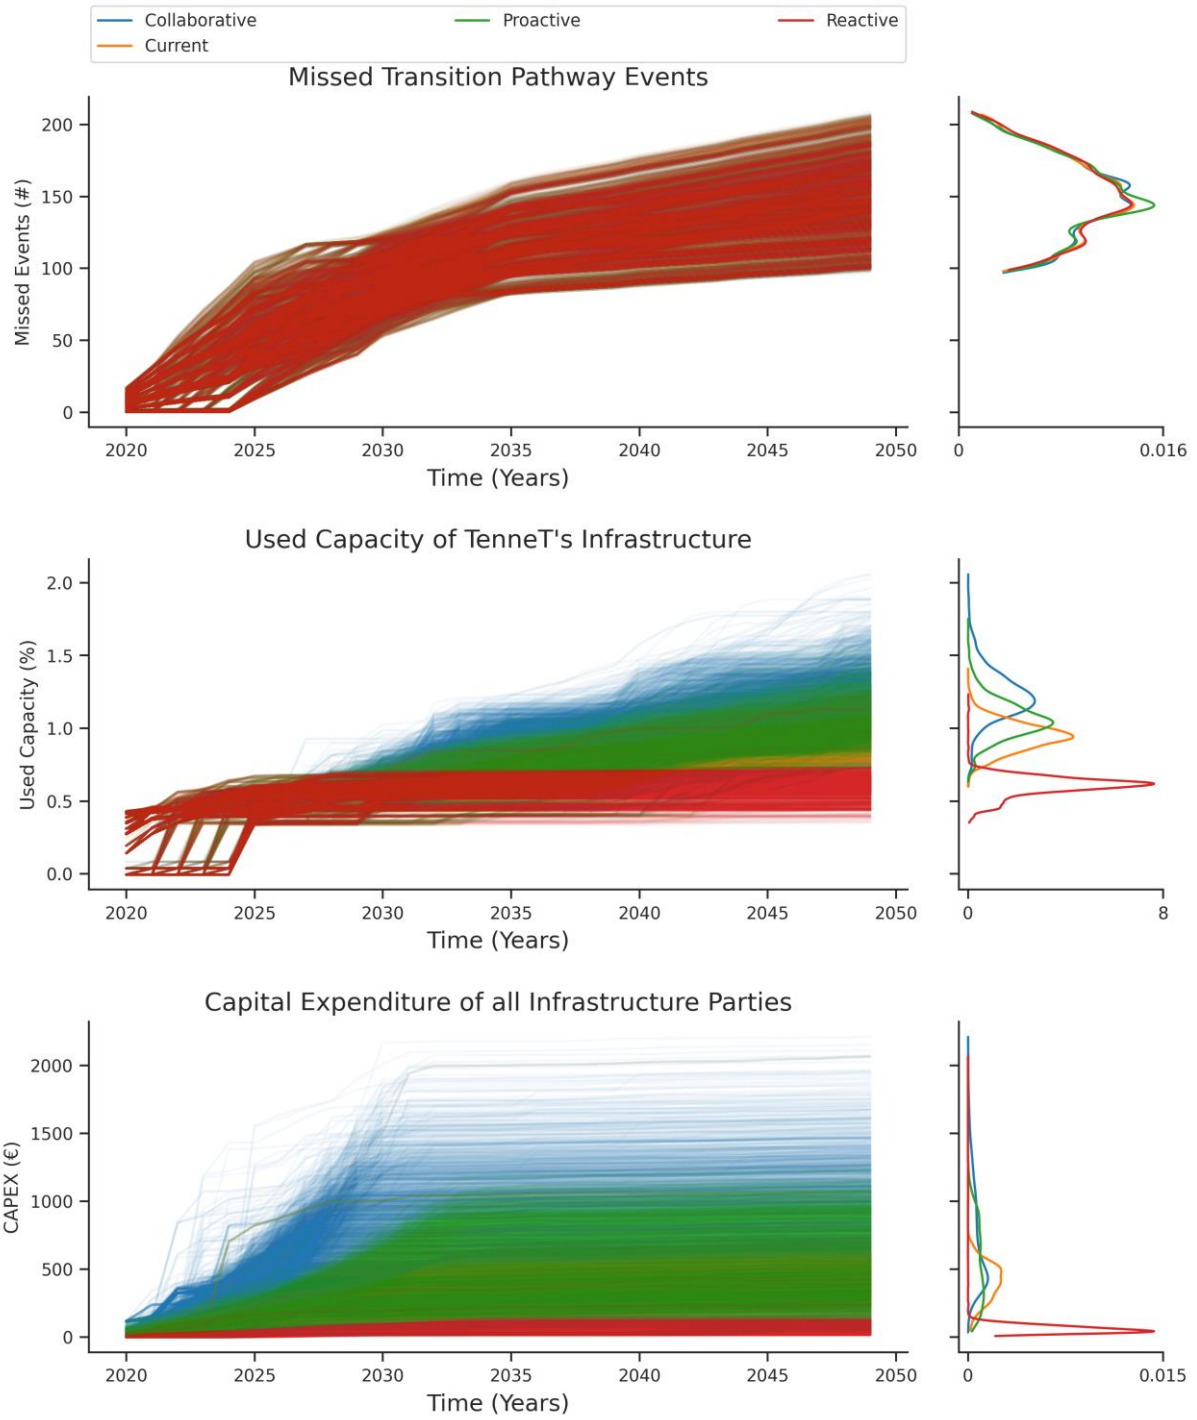 Collaborative Proactive Reactive
Current
Missed Transition Pathway Events
Missed Events (#)
200
150
100
50
0
2020 2025 2030 2035 2040 2045 2050
Time (Years)
0 0.016
Used Capacity of TenneT's Infrastructure
Used Capacity (%)
2.0
1.5
1.0
0.5
0.0
2020 2025 2030 2035 2040 2045 2050
Time (Years)
0 8
Capital Expenditure of all Infrastructure Parties
CAPEX (€)
2000
1500
1000
500
0
2020 2025 2030 2035 2040 2045 2050
Time (Years)
0 0.015